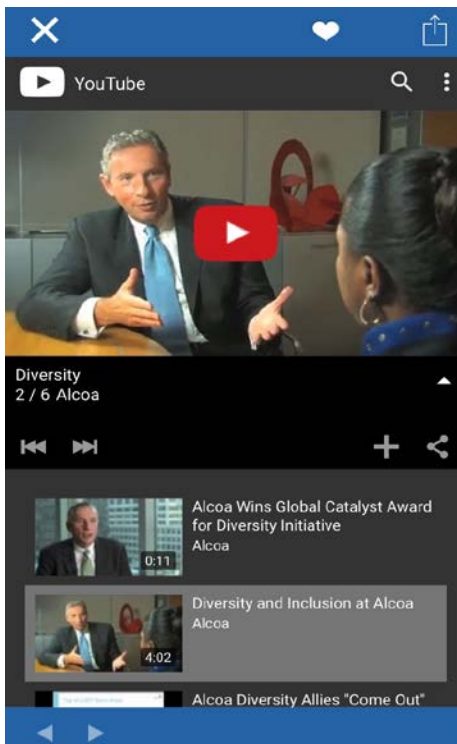 YouTube
Diversity
2 / 6 Alcoa
Alcoa Wins Global Catalyst Award
for Diversity Initiative
Alcoa
0:11
Diversity and Inclusion at Alcoa
Alcoa
4:02
Alcoa Diversity Allies "Come Out"